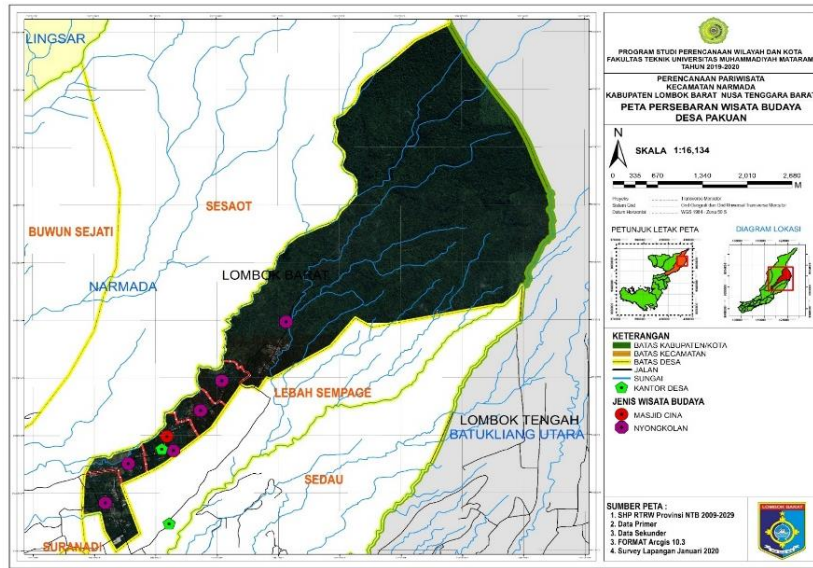 LINGSAR
SESAOT
BUWUN SEJATI
NARMADA
LOMBOK BARAT
LEBAH SEMPAGE
LOMBOK TENGAH
BATUKLIANG UTARA
SEDAU
SURANADI
PROGRAM STUDI PERENCANAAN WILAYAH DAN KOTA
FAKULTAS TEKNIK UNIVERSITAS MUHAMMADIYAH MATARAM
TAHUN 2019-2020
PERENCANAAN PARIWISATA
KECAMATAN NARMADA
KABUPATEN LOMBOK BARAT NUSA TENGGARA BARAT
PETA PERSEBARAN WISATA BUDAYA
DESA PAKUAN
N
SKALA 1:16,134
0 335 670 1,340 2,010 2,680
M
PETUNJUK LETAK PETA
DIAGRAM LOKASI
KETERANGAN
BATAS KABUPATEN/KOTA
BATAS KECAMATAN
BATAS DESA
JALAN
SUNGAI
KANTOR DESA
JENIS WISATA BUDAYA
MASJID CINA
NYONGKOLAN
SUMBER PETA :
1. SHP RTRW Provinsi NTB 2009-2029
2. Data Primer
3. Data Sekunder
4. FORMAT Arcgis 10.3
4. Survey Lapangan Januari 2020
LOMBOK BARAT